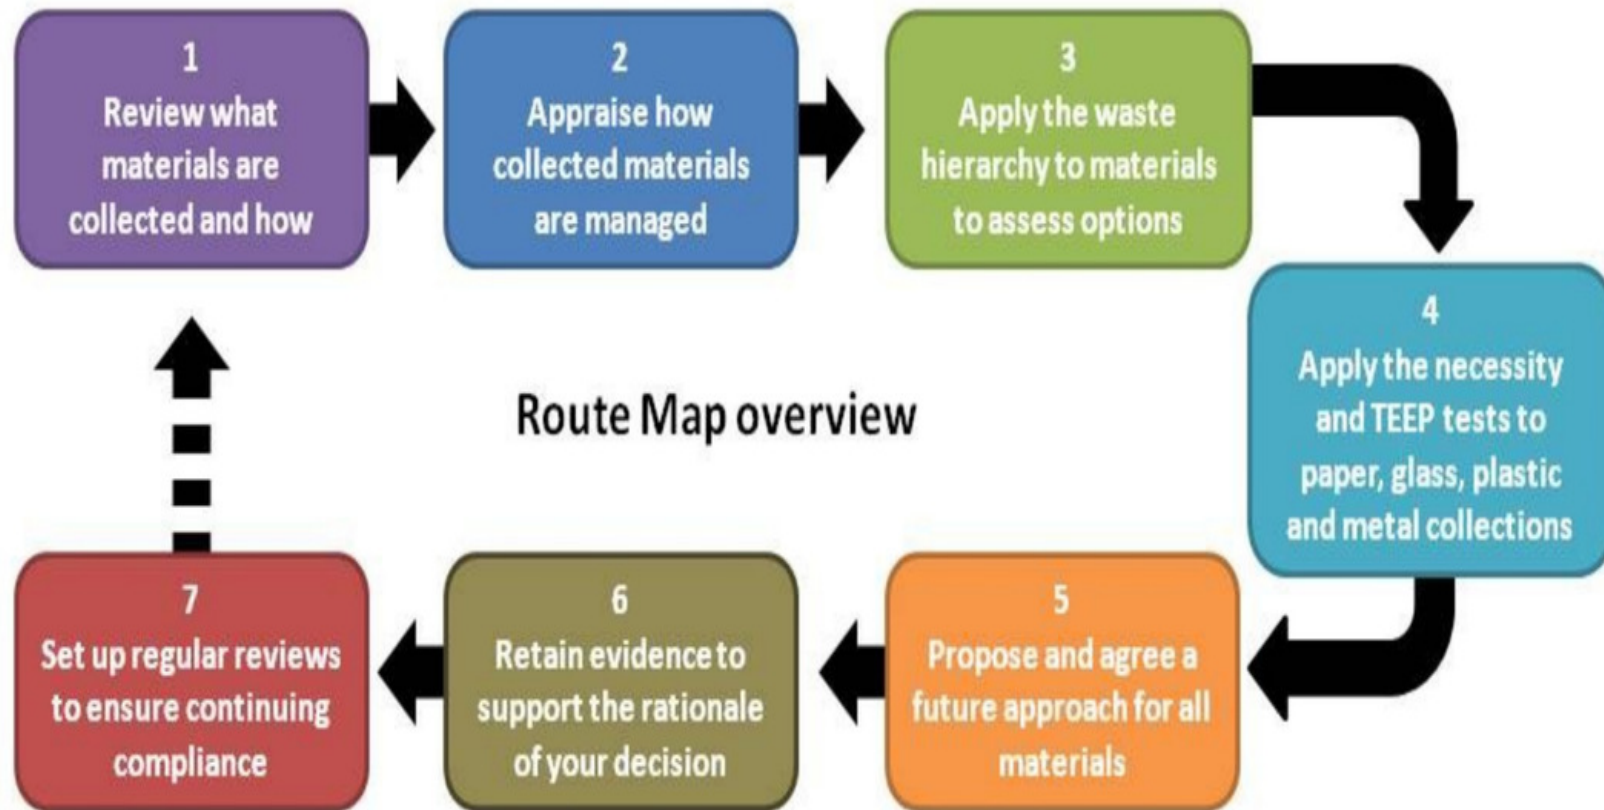 1
Review what
materials are
collected and how
2
Appraise how
collected materials
are managed
3
Apply the waste
hierarchy to materials
to assess options
4
Apply the necessity
and TEEP tests to
paper, glass, plastic
and metal collections
Route Map overview
5
Propose and agree a
future approach for all
materials
6
Retain evidence to
support the rationale
of your decision
7
Set up regular reviews
to ensure continuing
compliance